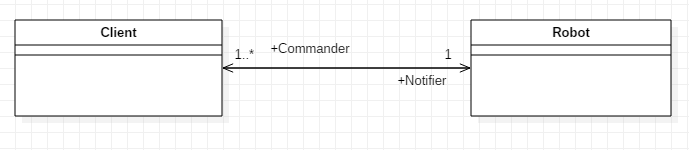 Client
Robot
1..*
+Commander
1
+Notifier